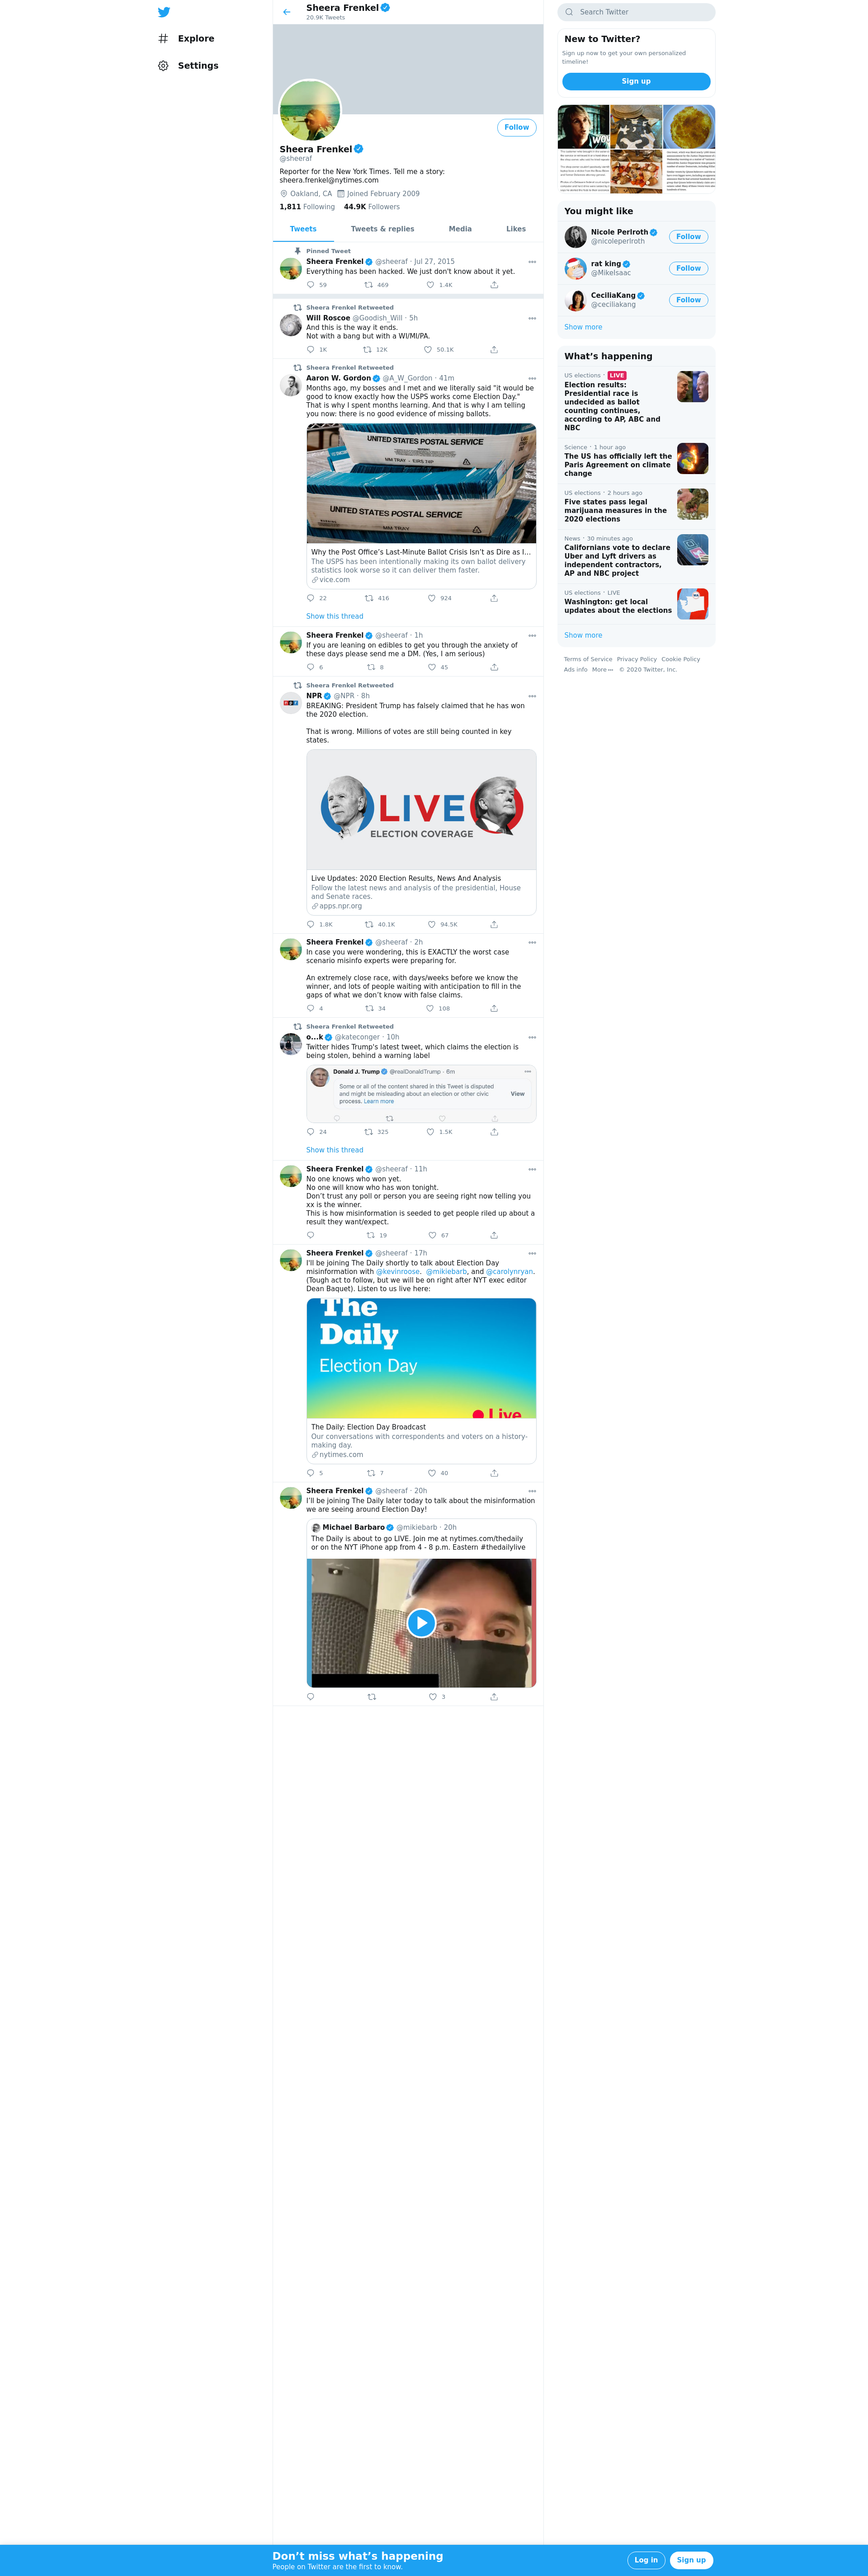 Explore
Settings
Sheera Frenkel
20.9K Tweets
Follow
Sheera Frenkel
@sheeraf
Reporter for the New York Times. Tell me a story:
sheera.frenkel@nytimes.com
Oakland, CA Joined February 2009
1,811 Following 44.9K Followers
Tweets Tweets & replies Media Likes
Pinned Tweet
Sheera Frenkel @sheeraf · Jul 27, 2015
Everything has been hacked. We just don't know about it yet.
59 469 1.4K
Sheera Frenkel Retweeted
Will Roscoe @Goodish_Will · 5h
And this is the way it ends.
Not with a bang but with a WI/MI/PA.
1K 12K 50.1K
Sheera Frenkel Retweeted
Aaron W. Gordon @A_W_Gordon · 41m
Months ago, my bosses and I met and we literally said "it would be
good to know exactly how the USPS works come Election Day."
That is why I spent months learning. And that is why I am telling
you now: there is no good evidence of missing ballots.
UNITED STATES POSTAL SERVICE
MM TRAY - EIRS TAP
UNITED STATES POSTAL SERVICE
MM TRAY
Why the Post Office’s Last-Minute Ballot Crisis Isn’t as Dire as I…
The USPS has been intentionally making its own ballot delivery
statistics look worse so it can deliver them faster.
vice.com
22 416 924
Show this thread
Sheera Frenkel @sheeraf · 1h
If you are leaning on edibles to get you through the anxiety of
these days please send me a DM. (Yes, I am serious)
6 8 45
Sheera Frenkel Retweeted
NPR @NPR · 8h
BREAKING: President Trump has falsely claimed that he has won
the 2020 election.
That is wrong. Millions of votes are still being counted in key
states.
LIVE
ELECTION COVERAGE
Live Updates: 2020 Election Results, News And Analysis
Follow the latest news and analysis of the presidential, House
and Senate races.
apps.npr.org
1.8K 40.1K 94.5K
Sheera Frenkel @sheeraf · 2h
In case you were wondering, this is EXACTLY the worst case
scenario misinfo experts were preparing for.
An extremely close race, with days/weeks before we know the
winner, and lots of people waiting with anticipation to fill in the
gaps of what we don’t know with false claims.
4 34 108
Sheera Frenkel Retweeted
o...k @kateconger · 10h
Twitter hides Trump's latest tweet, which claims the election is
being stolen, behind a warning label
Donald J. Trump @realDonaldTrump · 6m
Some or all of the content shared in this Tweet is disputed
and might be misleading about an election or other civic
process. Learn more
View
24 325 1.5K
Show this thread
Sheera Frenkel @sheeraf · 11h
No one knows who won yet.
No one will know who has won tonight.
Don’t trust any poll or person you are seeing right now telling you
xx is the winner.
This is how misinformation is seeded to get people riled up about a
result they want/expect.
19 67
Sheera Frenkel @sheeraf · 17h
I'll be joining The Daily shortly to talk about Election Day
misinformation with @kevinroose, @mikiebarb, and @carolynryan.
(Tough act to follow, but we will be on right after NYT exec editor
Dean Baquet). Listen to us live here:
The
Daily
Election Day
Live
The Daily: Election Day Broadcast
Our conversations with correspondents and voters on a history-
making day.
nytimes.com
5 7 40
Sheera Frenkel @sheeraf · 20h
I’ll be joining The Daily later today to talk about the misinformation
we are seeing around Election Day!
Michael Barbaro @mikiebarb · 20h
The Daily is about to go LIVE. Join me at nytimes.com/thedaily
or on the NYT iPhone app from 4 - 8 p.m. Eastern #thedailylive
3
Search Twitter
New to Twitter?
Sign up now to get your own personalized
timeline!
Sign up
You might like
Nicole Perlroth
@nicoleperlroth
Follow
rat king
@MikeIsaac
Follow
CeciliaKang
@ceciliakang
Follow
Show more
What’s happening
US elections · LIVE
Election results:
Presidential race is
undecided as ballot
counting continues,
according to AP, ABC and
NBC
Science · 1 hour ago
The US has officially left the
Paris Agreement on climate
change
US elections · 2 hours ago
Five states pass legal
marijuana measures in the
2020 elections
News · 30 minutes ago
Californians vote to declare
Uber and Lyft drivers as
independent contractors,
AP and NBC project
US elections · LIVE
Washington: get local
updates about the elections
Show more
Terms of Service Privacy Policy Cookie Policy
Ads info More © 2020 Twitter, Inc.
Don’t miss what’s happening
People on Twitter are the first to know.
Log in Sign up